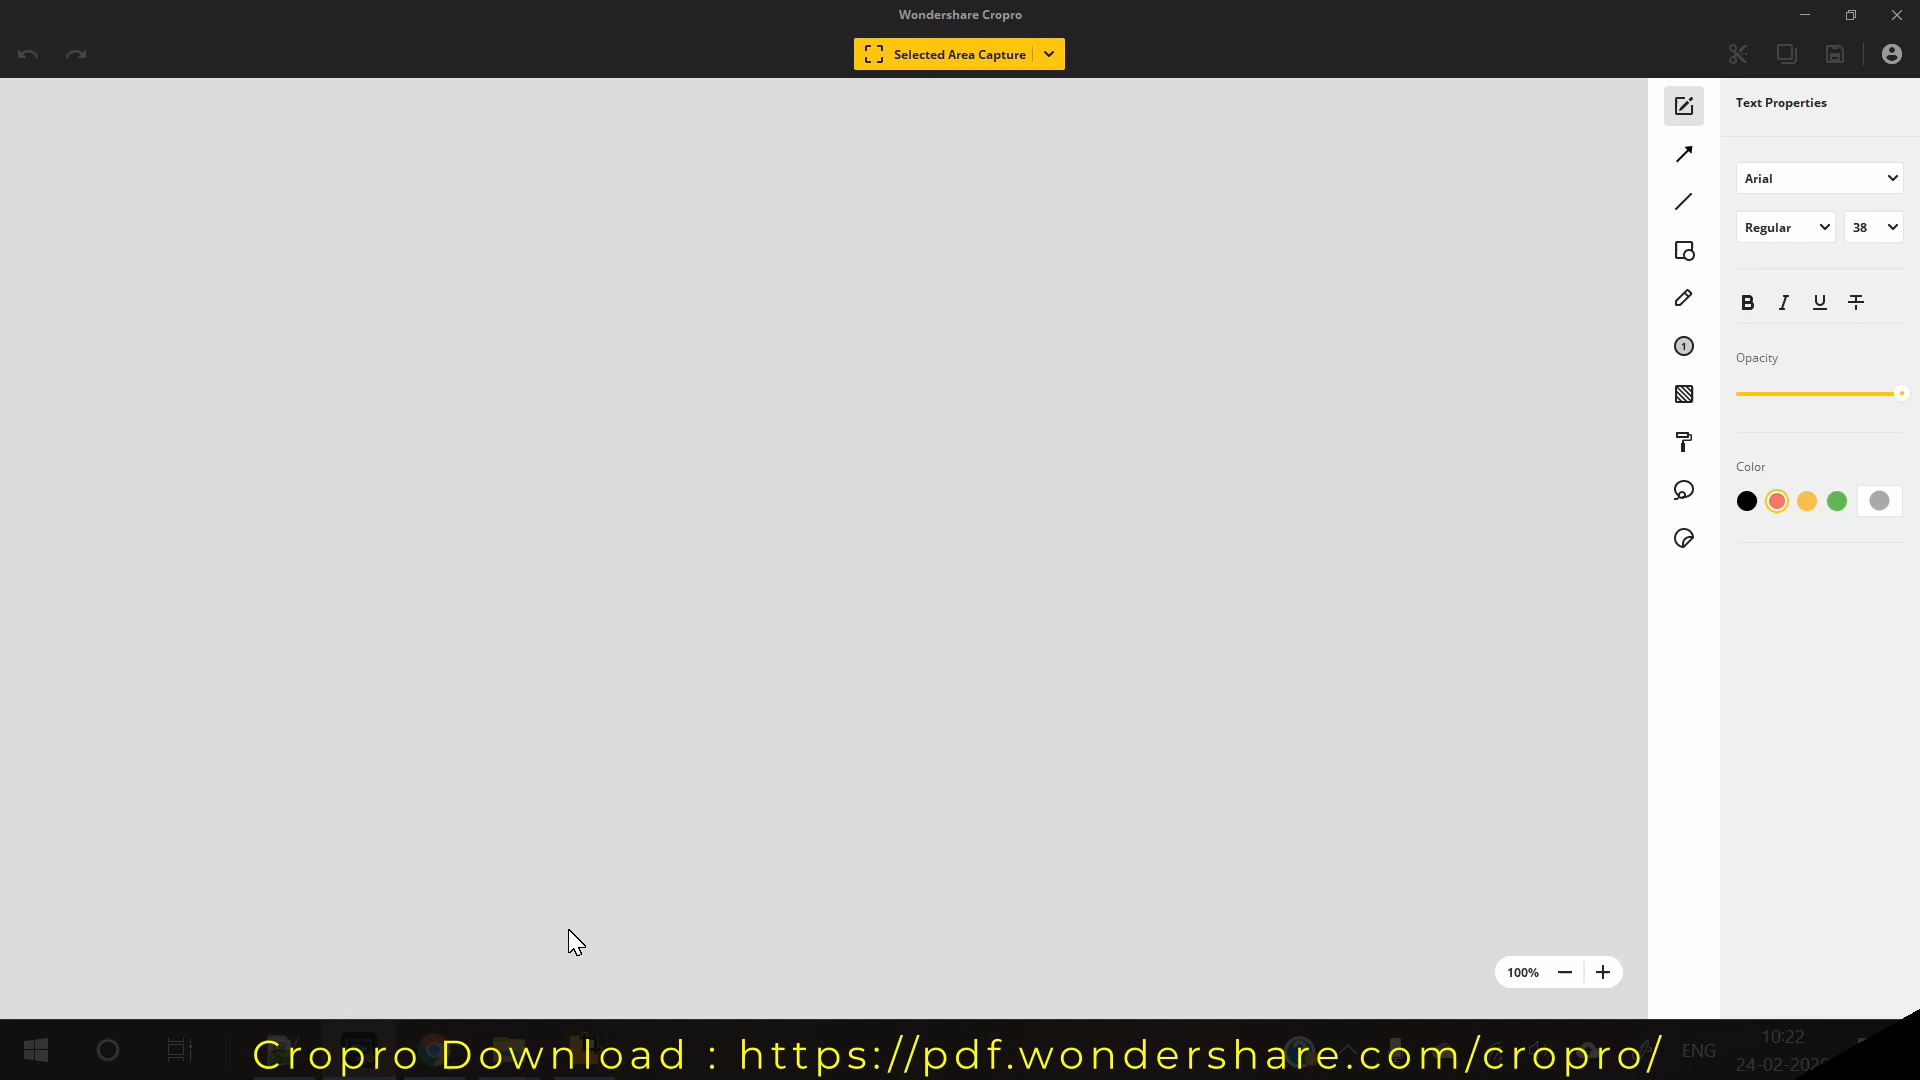 Wondershare Cropro
Selected Area Capture
Text Properties
Arial
Regular
38
B I U T
1
Opacity
Color
100%
10:22
ENG
Cropro Download : https://pdf.wondershare.com/cropro/